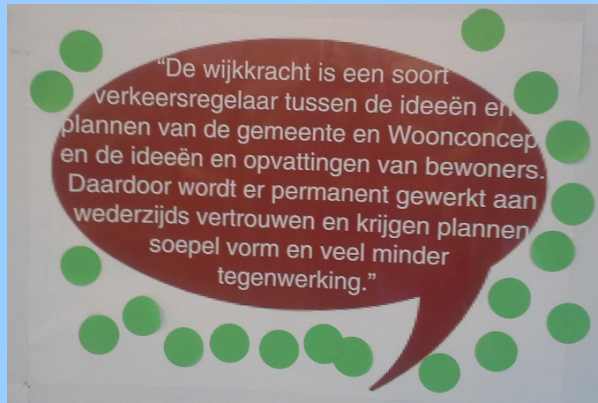 “De wijkkracht is een soort
verkeersregelaar tussen de ideeën en
plannen van de gemeente en Woonconcep
en de ideeën en opvattingen van bewoners.
Daardoor wordt er permanent gewerkt aan
wederzijds vertrouwen en krijgen plannen
soepel vorm en veel minder
tegenwerking.”